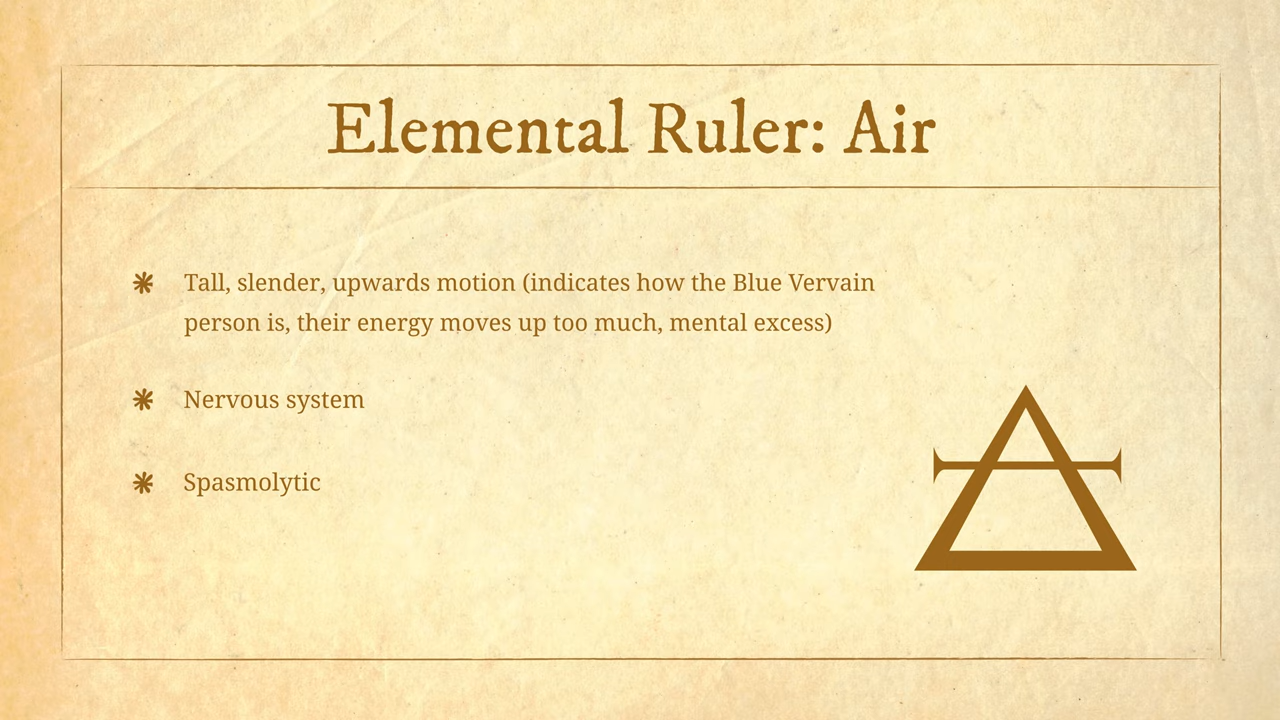 Elemental Ruler: Air
Tall, slender, upwards motion (indicates how the Blue Vervain
person is, their energy moves up too much, mental excess)
Nervous system
Spasmolytic